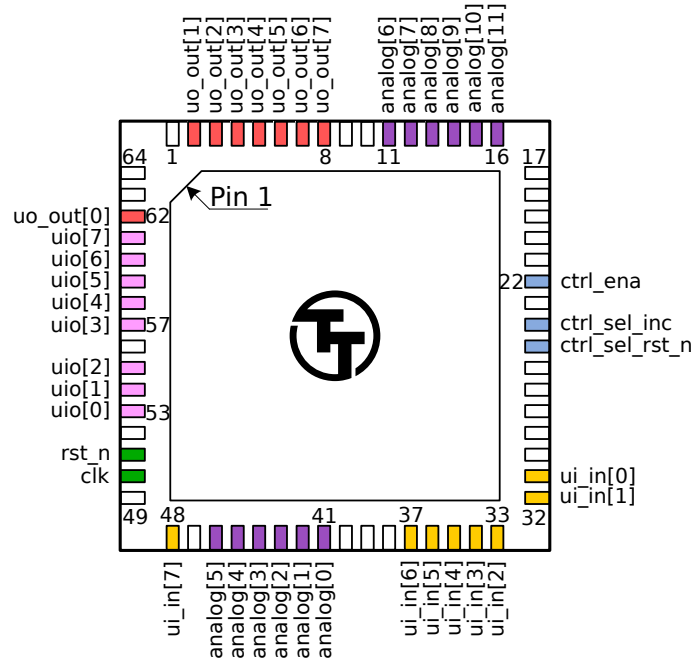 uo_out[1]
uo_out[2]
uo_out[3]
uo_out[4]
uo_out[5]
uo_out[6]
uo_out[7]
analog[6]
analog[7]
analog[8]
analog[9]
analog[10]
analog[11]
64
1
8
11
16
17
Pin 1
uo_out[0]
62
uio[7]
uio[6]
uio[5]
uio[4]
uio[3]
57
uio[2]
uio[1]
uio[0]
53
rst_n
clk
49
22
ctrl_ena
ctrl_sel_inc
ctrl_sel_rst_n
ui_in[0]
ui_in[1]
32
TT
48
41
37
33
ui_in[7]
analog[5]
analog[4]
analog[3]
analog[2]
analog[1]
analog[0]
ui_in[6]
ui_in[5]
ui_in[4]
ui_in[3]
ui_in[2]